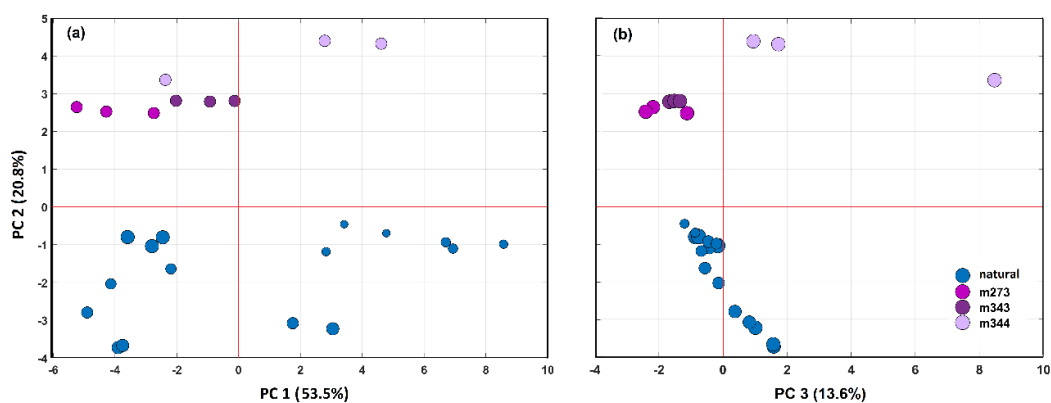 (a)
5
4
3
2
1
0
-1
-2
-3
-4
-6 -4 -2 0 2 4 6 8 10
PC 2 (20.8%)
PC 1 (53.5%)
(b)
-4 -2 0 2 4 6 8 10
PC 3 (13.6%)
natural
m273
m343
m344